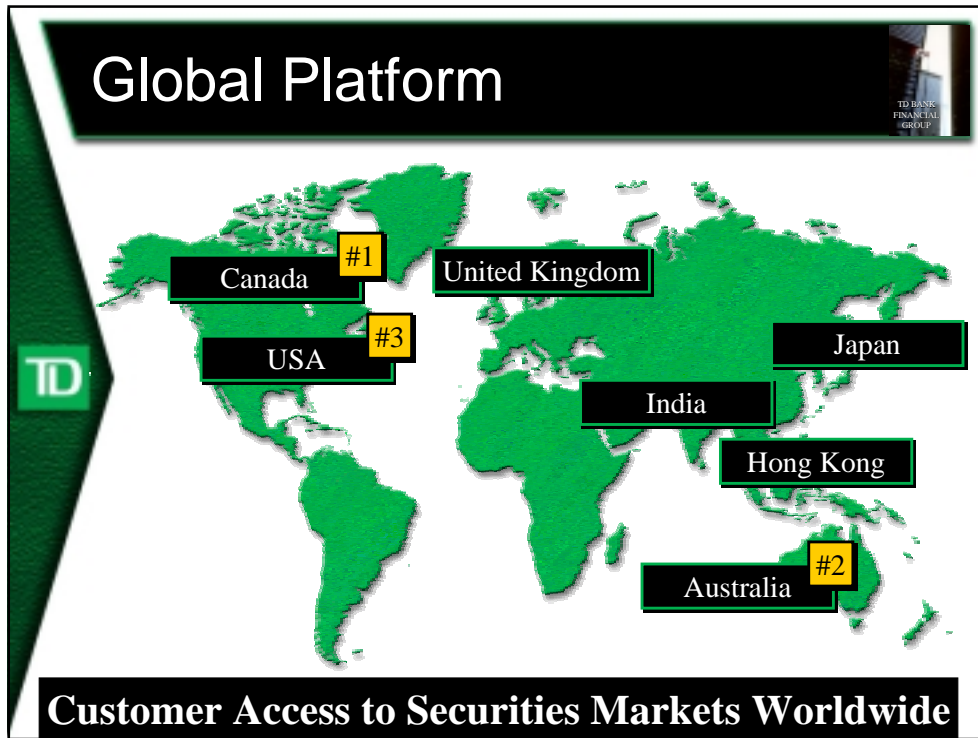 Global Platform
TD BANK
FINANCIAL
GROUP
#1
Canada
United Kingdom
#3
USA
Japan
India
Hong Kong
#2
Australia
TD
Customer Access to Securities Markets Worldwide